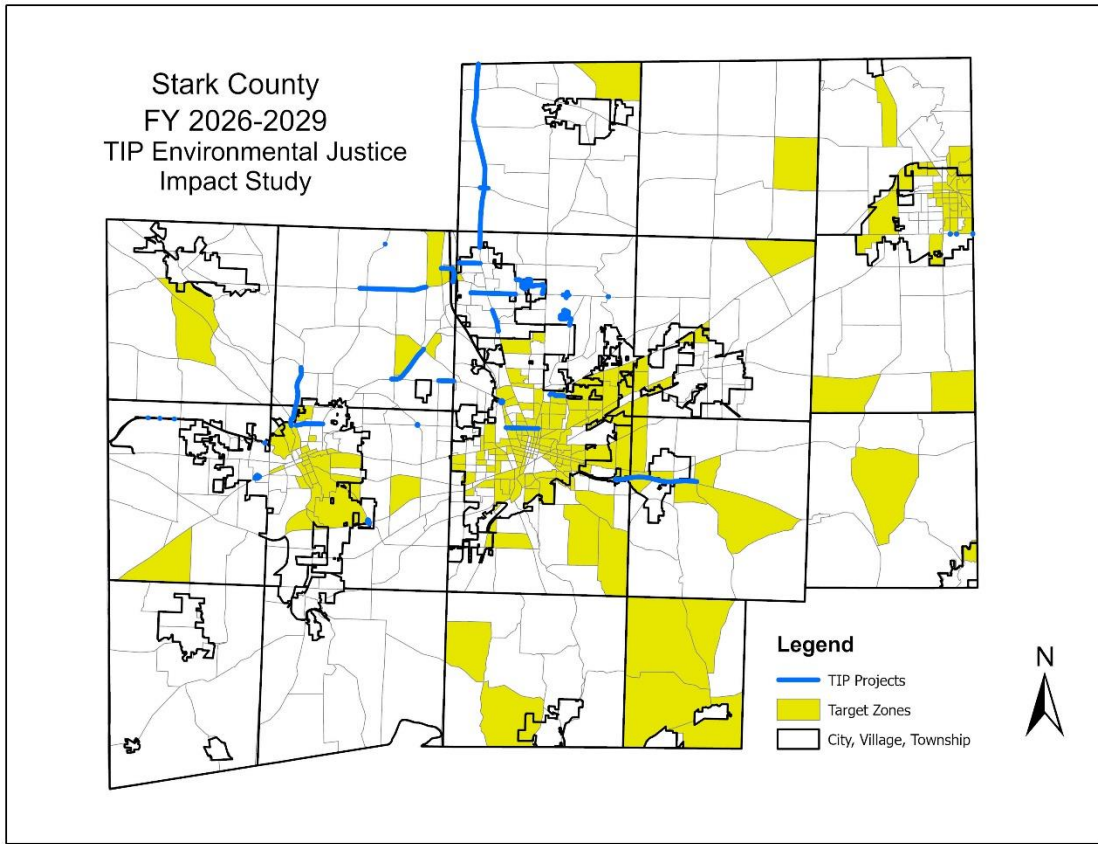 Stark County
FY 2026-2029
TIP Environmental Justice
Impact Study
Legend
TIP Projects
Target Zones
City, Village, Township
N